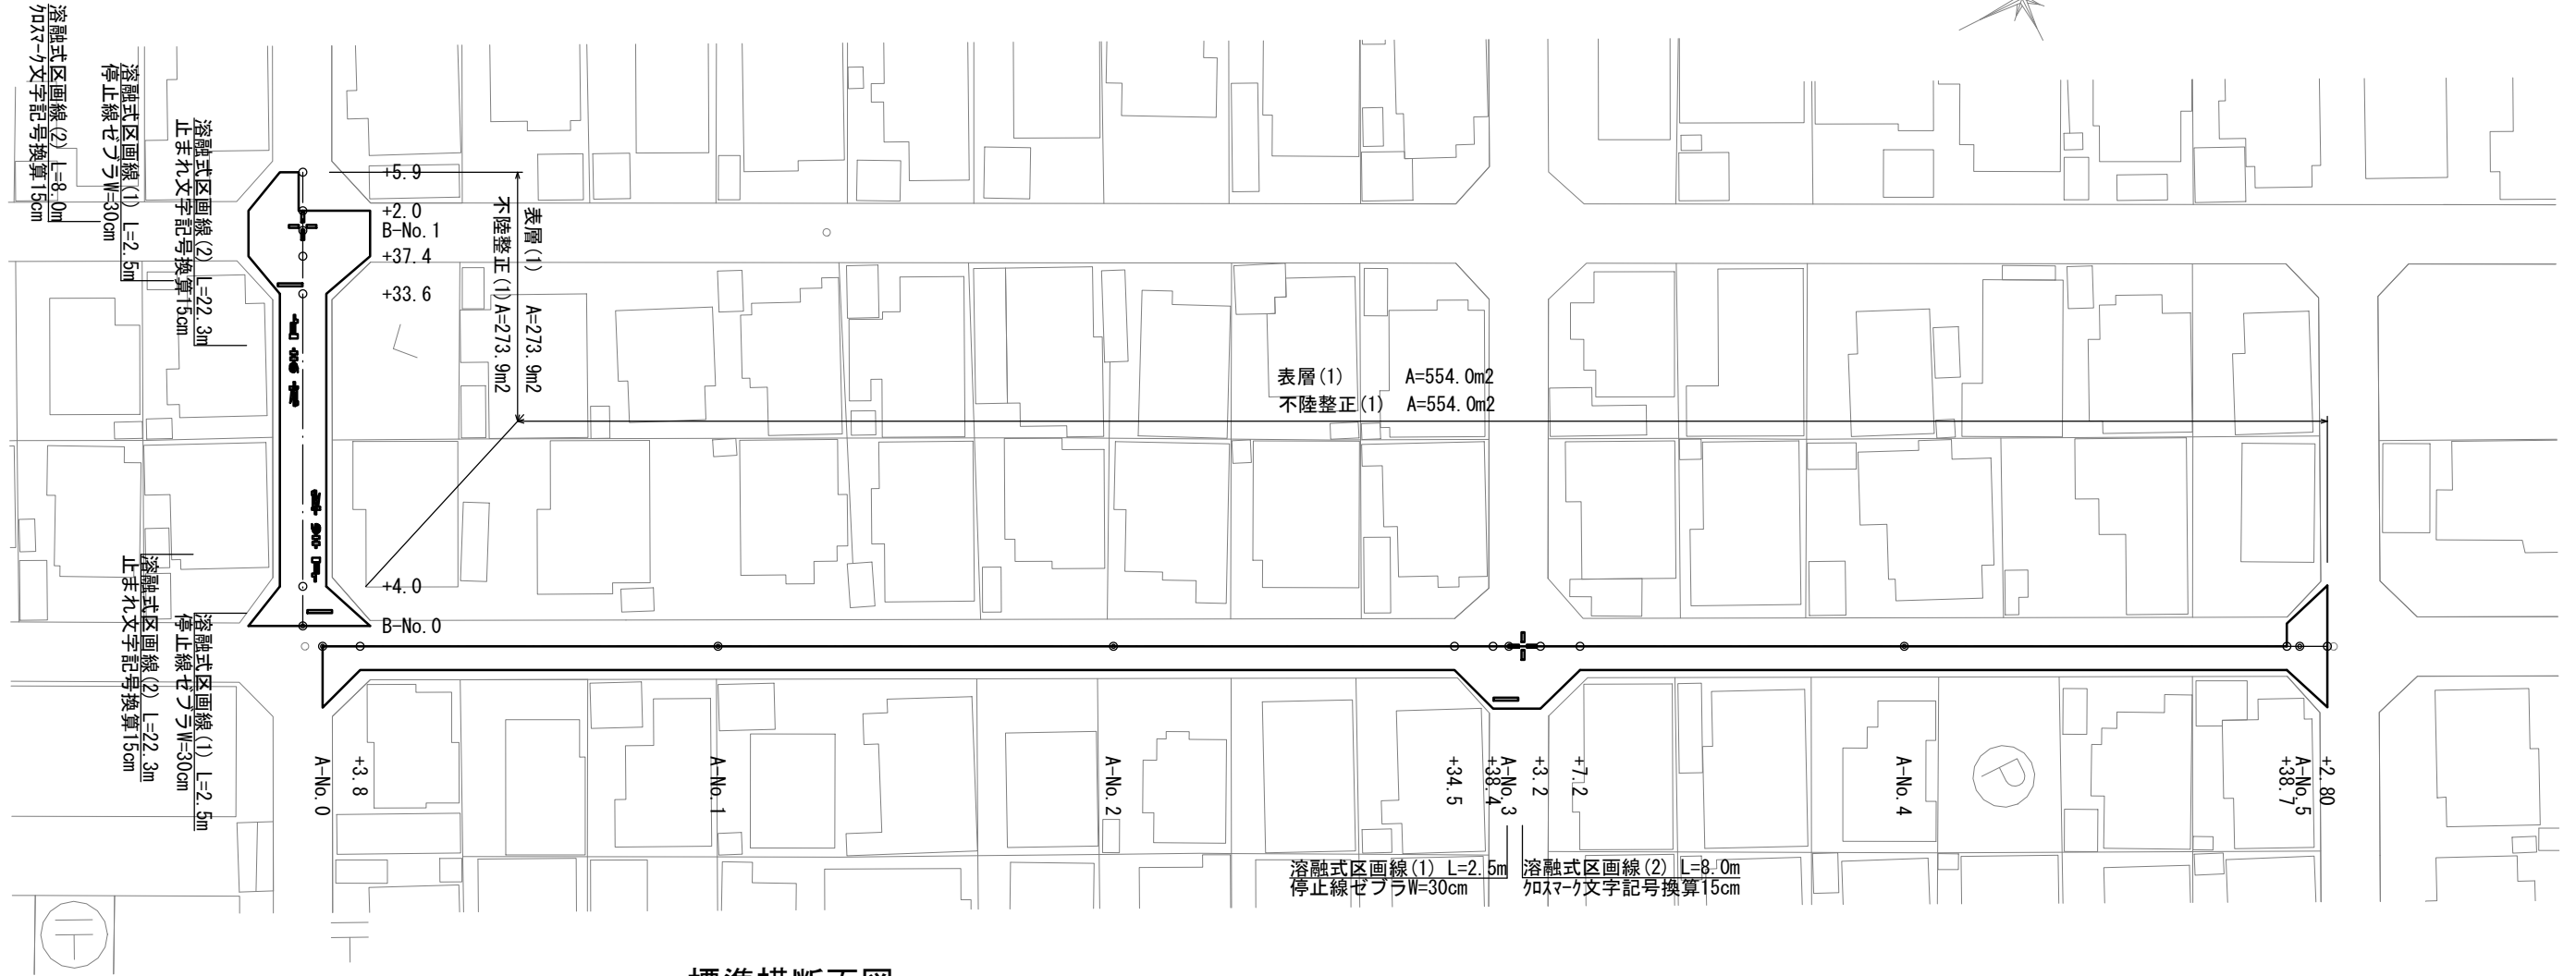 溶融式区画線(2) L=8.0m
クロスマーク文字記号換算15cm
溶融式区画線(1) L=2.5m
停止線ゼブラW=30cm
溶融式区画線(2) L=22.3m
止まれ文字記号換算15cm
+5.9
+2.0
B-No.1
+37.4
+33.6
表層(1) A=273.9m2
不陸整正(1) A=273.9m2
表層(1) A=554.0m2
不陸整正(1) A=554.0m2
+4.0
B-No.0
溶融式区画線(2) L=22.3m
止まれ文字記号換算15cm
溶融式区画線(1) L=2.5m
停止線ゼブラW=30cm
A-No.0
+3.8
A-No.1
A-No.2
+34.5
+38.4
A-No.3
+3.2
+7.2
A-No.4
+38.7
A-No.5
+2.80
P
溶融式区画線(1) L=2.5m
停止線ゼブラW=30cm
溶融式区画線(2) L=8.0m
クロスマーク文字記号換算15cm
標準横断面図